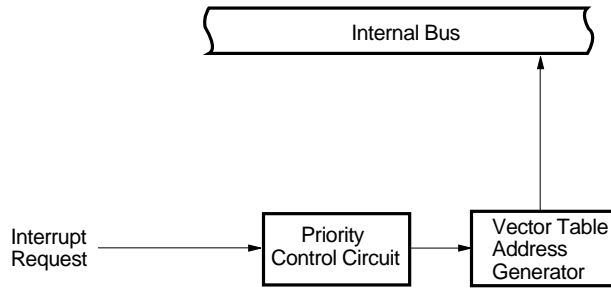 Internal Bus
Interrupt
Request
Priority
Control Circuit
Vector Table
Address
Generator